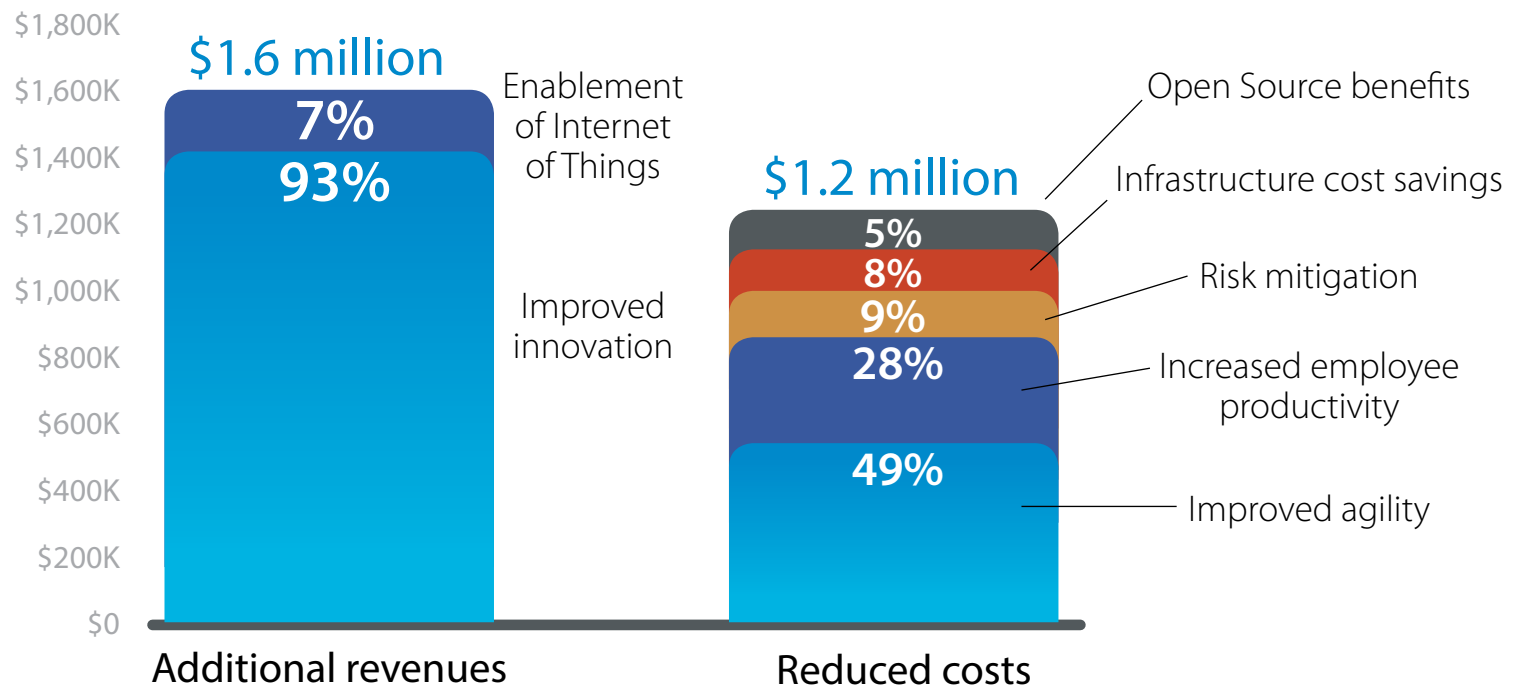 $1,800K
$1,600K
$1,400K
$1,200K
$1,000K
$800K
$600K
$400K
$200K
$0
$1.6 million
7%
93%
Enablement
of Internet
of Things
Improved
innovation
Additional revenues
$1.2 million
5%
8%
9%
28%
49%
Open Source benefits
Infrastructure cost savings
Risk mitigation
Increased employee
productivity
Improved agility
Reduced costs